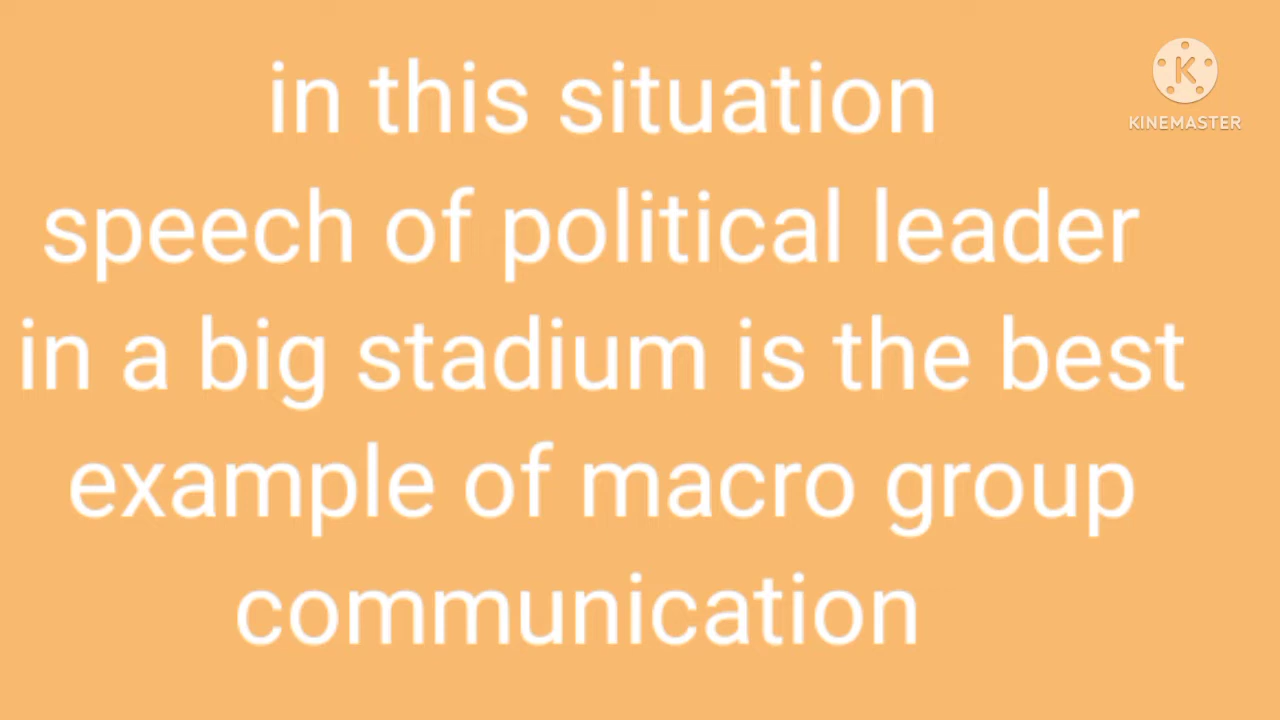 in this situation
speech of political leader
in a big stadium is the best
example of macro group
communication
K
KINEMASTER